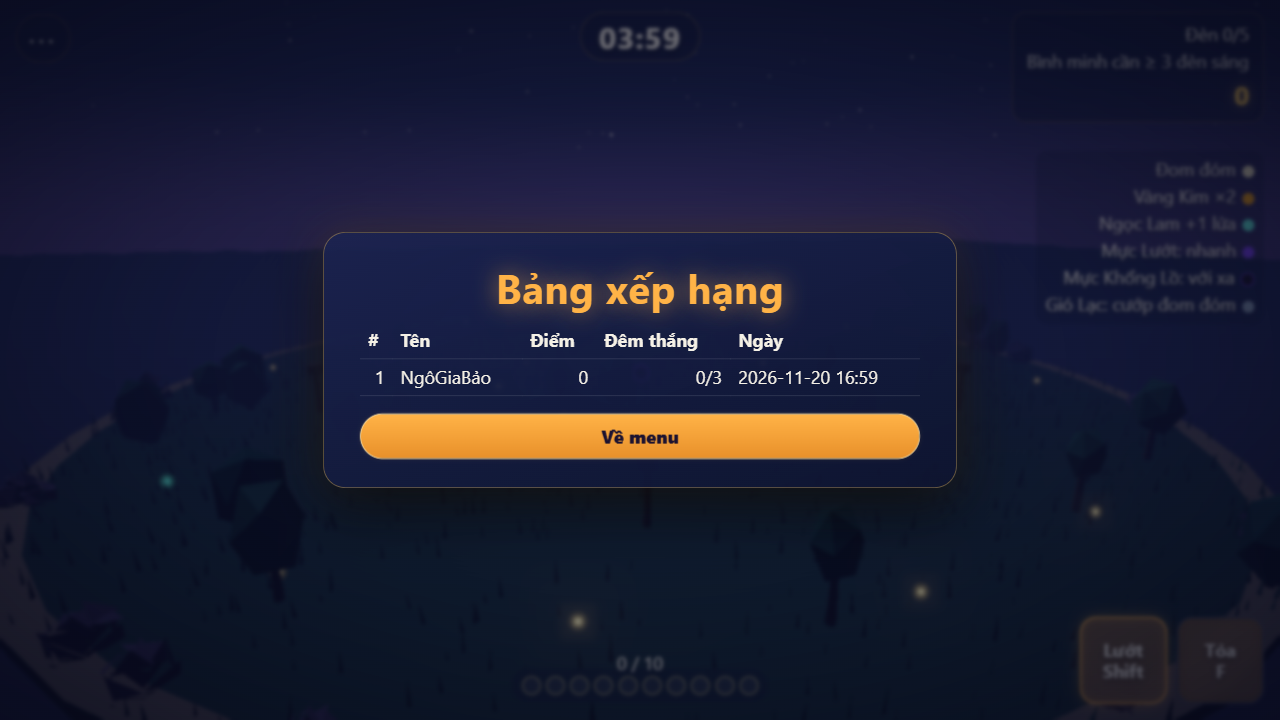 ...
03:59
Đèn 0/5
Bình minh cần ≥ 3 đèn sáng
0
Đom đóm
Vàng Kim ×2
Ngọc Lam +1 lửa
Mực Lướt: nhanh
Mực Khổng Lồ: với xa
Gió Lạc: cướp đom đóm
Bảng xếp hạng
# Tên Điểm Đêm thắng Ngày
1 NgôGiaBảo 0 0/3 2026-11-20 16:59
Về menu
0 / 10
Lướt
Shift
Tỏa
F